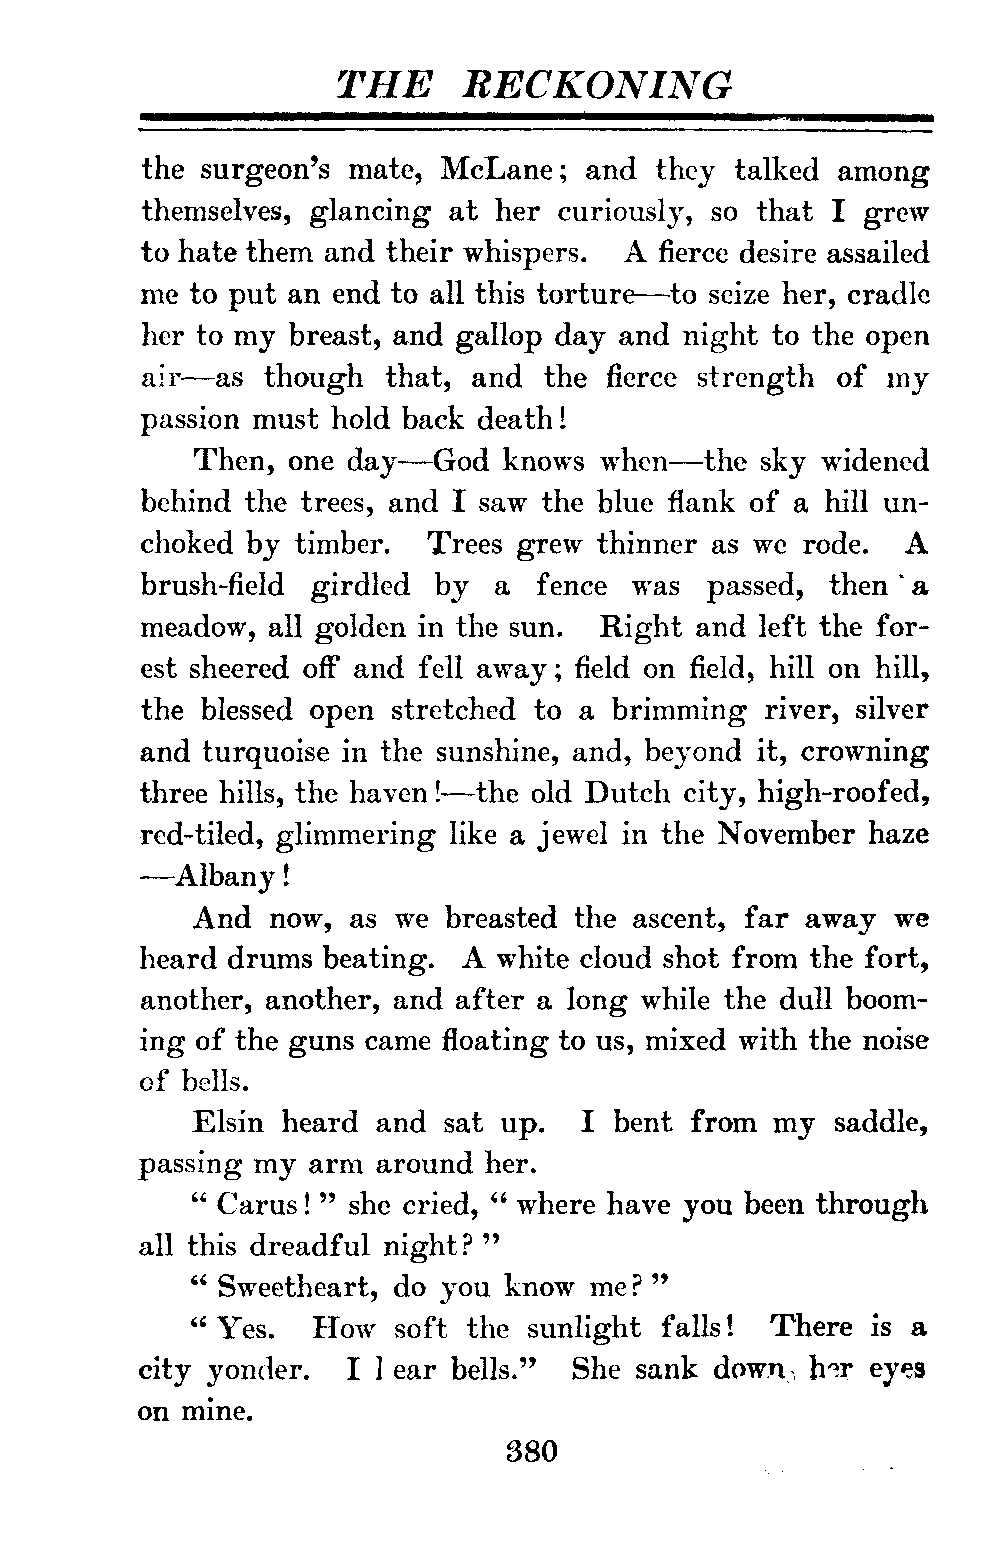 THE RECKONING
the surgeon's mate, McLane; and they talked among
themselves, glancing at her curiously, so that I grew
to hate them and their whispers. A fierce desire assailed
me to put an end to all this torture—to seize her, cradle
her to my breast, and gallop day and night to the open
air—as though that, and the fierce strength of my
passion must hold back death!
Then, one day—God knows when—the sky widened
behind the trees, and I saw the blue flank of a hill un-
choked by timber. Trees grew thinner as we rode. A
brush-field girdled by a fence was passed, then a
meadow, all golden in the sun. Right and left the for-
est sheered off and fell away; field on field, hill on hill,
the blessed open stretched to a brimming river, silver
and turquoise in the sunshine, and, beyond it, crowning
three hills, the haven!—the old Dutch city, high-roofed,
red-tiled, glimmering like a jewel in the November haze
—Albany!
And now, as we breasted the ascent, far away we
heard drums beating. A white cloud shot from the fort,
another, another, and after a long while the dull boom-
ing of the guns came floating to us, mixed with the noise
of bells.
Elsin heard and sat up. I bent from my saddle,
passing my arm around her.
"Carus!" she cried, "where have you been through
all this dreadful night?"
"Sweetheart, do you know me?"
"Yes. How soft the sunlight falls! There is a
city yonder. I hear bells." She sank down, her eyes
on mine.
380